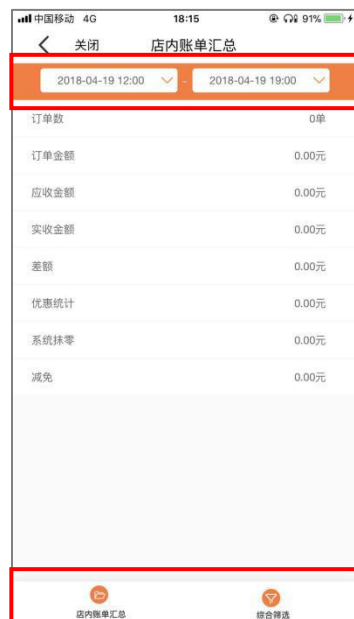 中国移动 4G 18:15 91%
关闭 店内账单汇总
2018-04-19 12:00 - 2018-04-19 19:00
订单数 0单
订单金额 0.00元
应收金额 0.00元
实收金额 0.00元
差额 0.00元
优惠统计 0.00元
系统抹零 0.00元
减免 0.00元
店内账单汇总 综合筛选